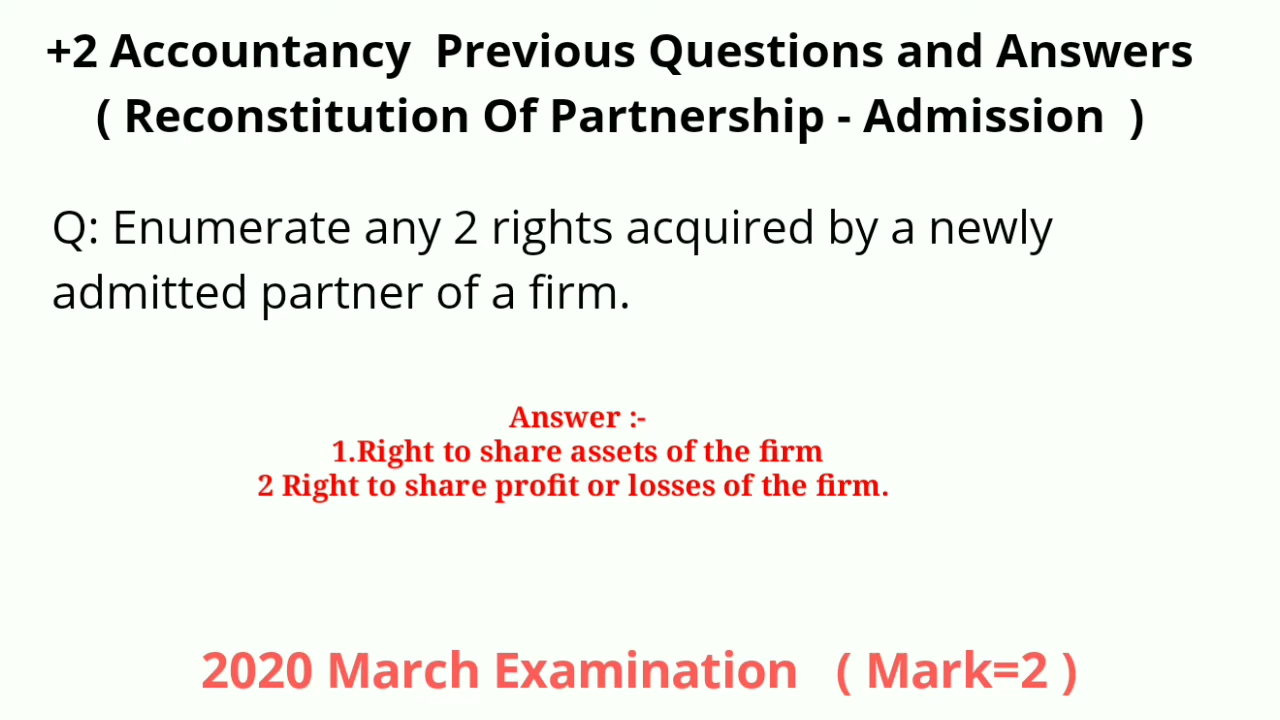 +2 Accountancy Previous Questions and Answers
( Reconstitution Of Partnership - Admission )
Q: Enumerate any 2 rights acquired by a newly
admitted partner of a firm.
Answer :-
1.Right to share assets of the firm
2 Right to share profit or losses of the firm.
2020 March Examination ( Mark=2 )